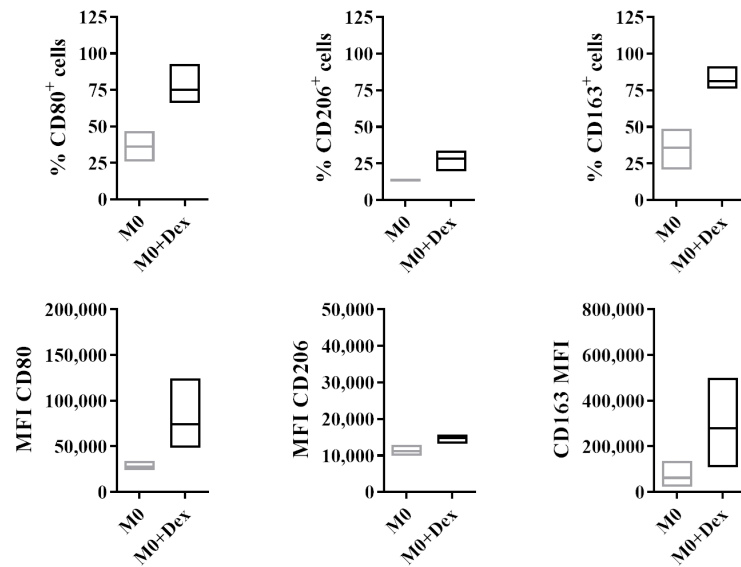 % CD80+ cells
125
100
75
50
25
0
M0
M0+Dex
% CD206+ cells
125
100
75
50
25
0
M0
M0+Dex
% CD163+ cells
125
100
75
50
25
0
M0
M0+Dex
MFI CD80
200,000
150,000
100,000
50,000
0
M0
M0+Dex
MFI CD206
50,000
40,000
30,000
20,000
10,000
0
M0
M0+Dex
CD163 MFI
800,000
600,000
400,000
200,000
0
M0
M0+Dex